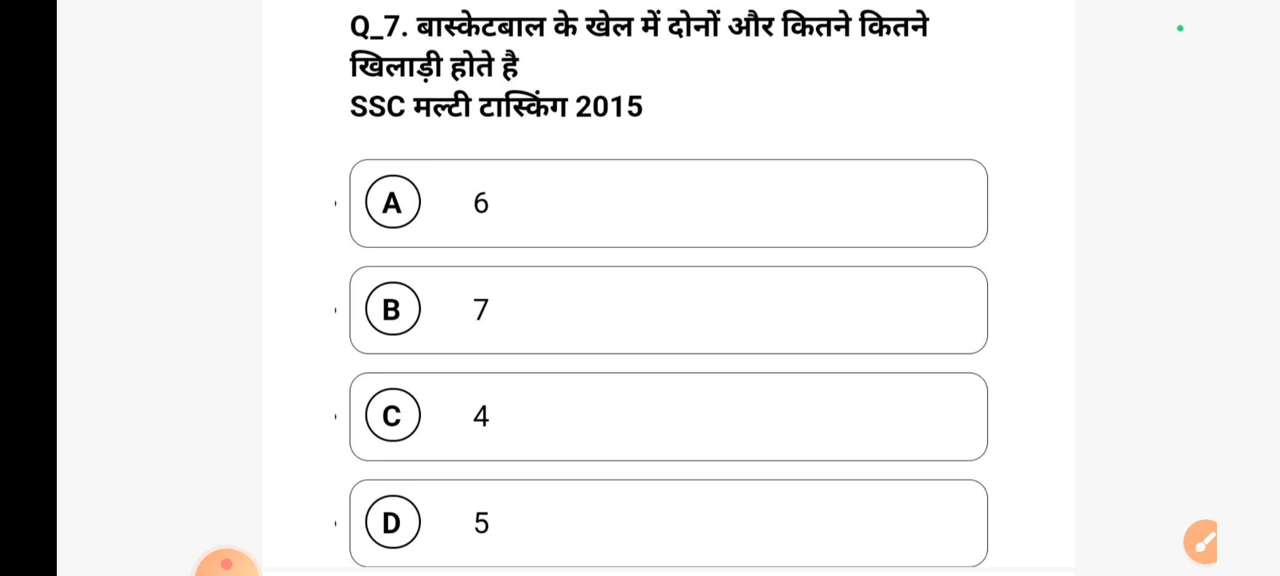 Q_7. बास्केटबाल के खेल में दोनों और कितने कितने
खिलाड़ी होते है
SSC मल्टी टास्किंग 2015
A 6
B 7
C 4
D 5